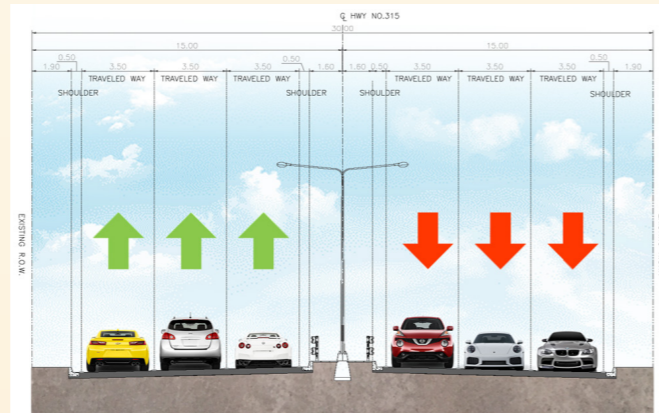 ℄ HWY NO.315
30.00
15.00 15.00
0.50 0.50 0.50
1.90 3.50 3.50 3.50 1.60 1.60 0.50 3.50 3.50 3.50 1.90
TRAVELED WAY TRAVELED WAY TRAVELED WAY TRAVELED WAY TRAVELED WAY TRAVELED WAY
SHOULDER SHOULDER SHOULDER SHOULDER
EXISTING R.O.W.